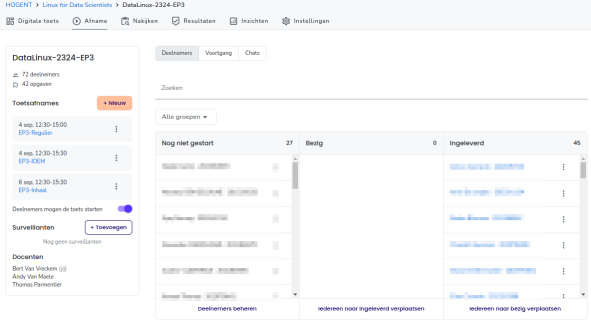 HOGENT > Linux for Data Scientists > DataLinux-2324-EP3
Digitale toets Afname Nakijken Resultaten Inzichten Instellingen
DataLinux-2324-EP3
72 deelnemers
42 opgaven
Toetsafnames + Nieuw
4 sep, 12:30-15:00
EP3-Regulier
4 sep, 12:30-15:30
EP3-IOEM
6 sep, 12:30-15:30
EP3-Inhaal
Deelnemers mogen de toets starten
Surveillanten + Toevoegen
Nog geen surveillanten
Docenten
Bert Van Vreckem (jij)
Andy Van Maele
Thomas Parmentier
Deelnemers Voortgang Chats
Zoeken
Alle groepen
Nog niet gestart 27
Bezig 0
Ingeleverd 45
Deelnemers beheren
Iedereen naar ingeleverd verplaatsen
Iedereen naar bezig verplaatsen